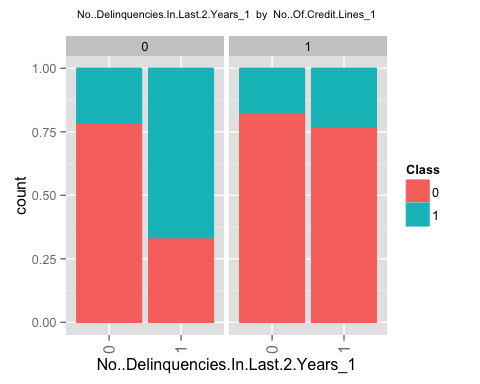 No..Delinquencies.In.Last.2.Years_1 by No..Of.Credit.Lines_1
0 1
1.00
0.75
0.50
0.25
0.00
count
0 1 0 1
No..Delinquencies.In.Last.2.Years_1
Class
0
1